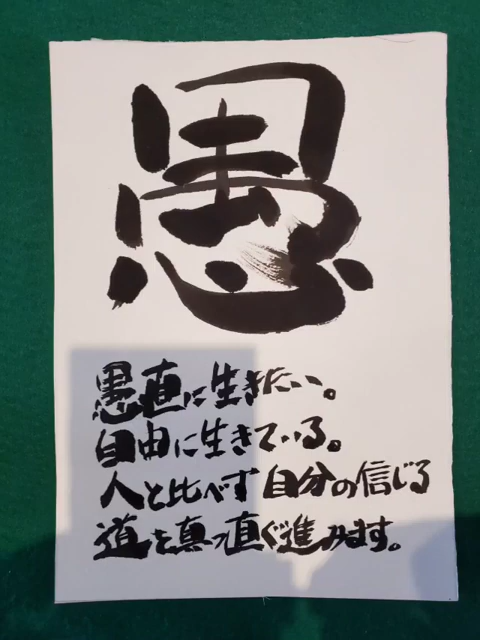 愚
愚直に生きたい。
自由に生きている。
人と比べず自分の信じる
道を真っ直ぐ進みます。